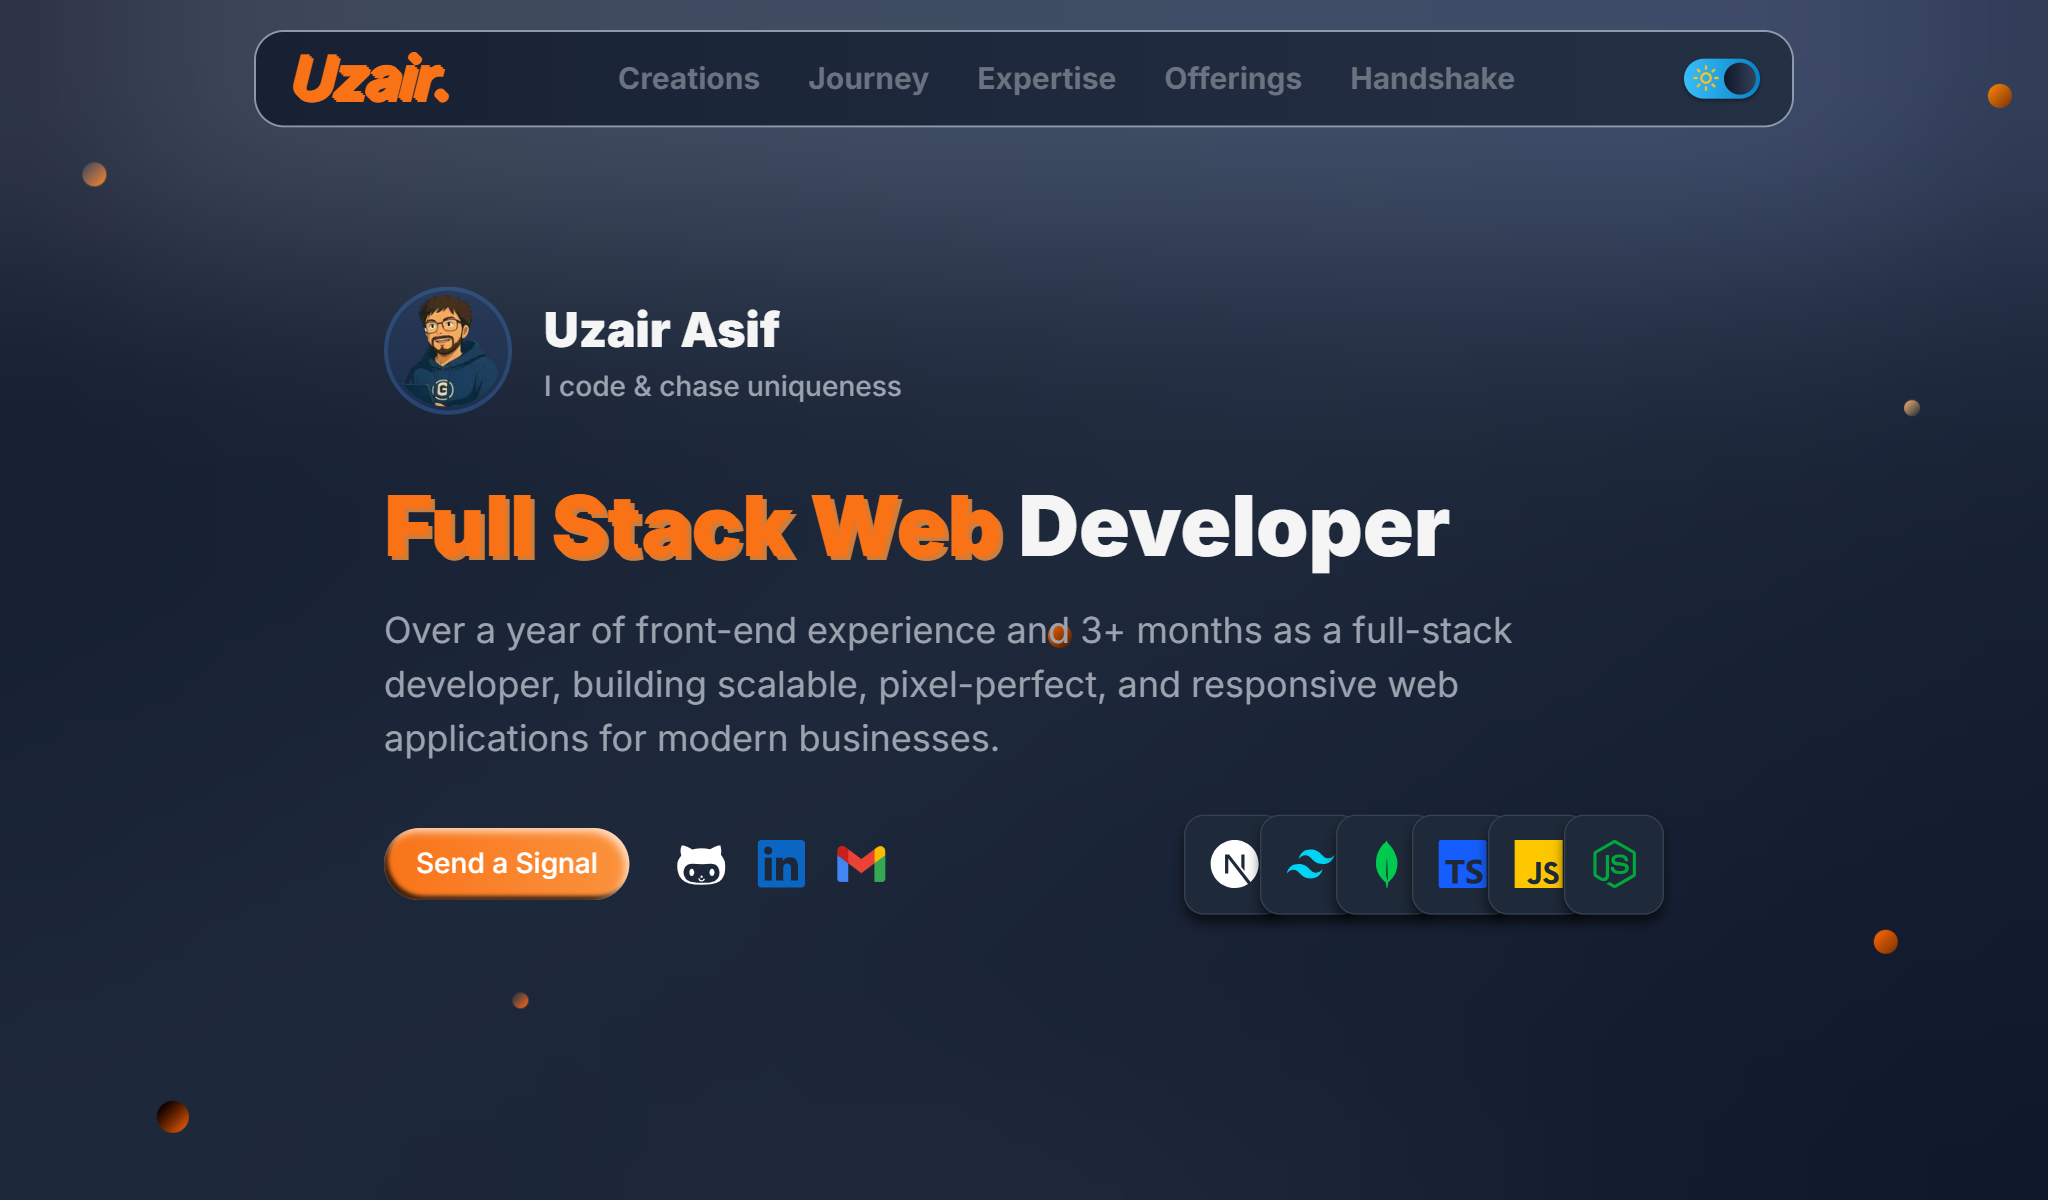 Uzair.
Creations Journey Expertise Offerings Handshake
G
Uzair Asif
I code & chase uniqueness
Full Stack Web Developer
Over a year of front-end experience and 3+ months as a full-stack
developer, building scalable, pixel-perfect, and responsive web
applications for modern businesses.
Send a Signal
in
N
TS
JS
JS